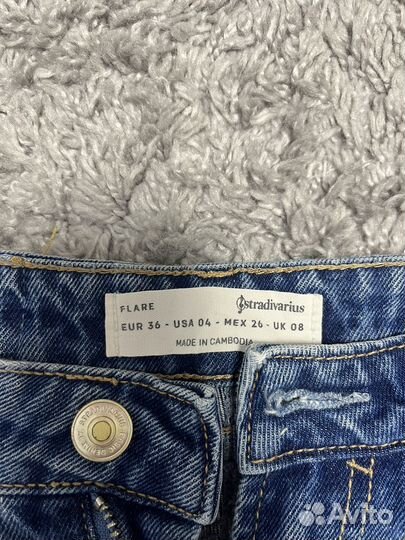 FLARE
stradivarius
EUR 36 - USA 04 - MEX 26 - UK 08
MADE IN CAMBODIA
Avito